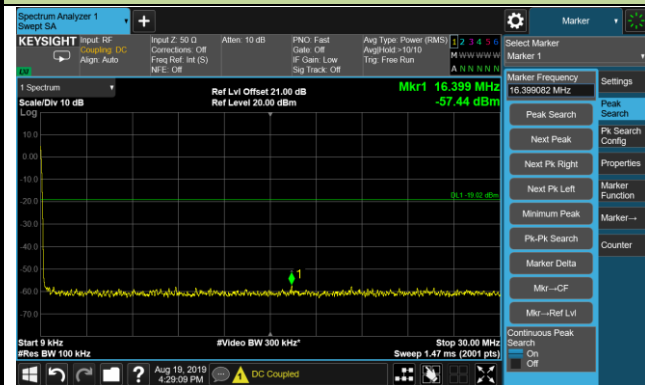 Spectrum Analyzer 1
Swept SA
Marker
KEYSIGHT
Input: RF
Coupling: DC
Align: Auto
Input Z: 50 Ω
Corrections: Off
Freq Ref: Int (S)
NFE: Off
Atten: 10 dB
PNO: Fast
Gate: Off
IF Gain: Low
Sig Track: Off
Avg Type: Power (RMS)
Avg|Hold:>10/10
Trig: Free Run
1 2 3 4 5 6
M W W W W W
A N N N N N
Select Marker
Marker 1
1 Spectrum
Scale/Div 10 dB
Log
Ref Lvl Offset 21.00 dB
Ref Level 20.00 dBm
Mkr1 16.399 MHz
-57.44 dBm
10.0
0.00
-10.0
-20.0
-30.0
-40.0
-50.0
-60.0
-70.0
DL1 -19.02 dBm
1
Start 9 kHz
#Res BW 100 kHz
#Video BW 300 kHz*
Stop 30.00 MHz
Sweep 1.47 ms (2001 pts)
Marker Frequency
16.399082 MHz
Peak Search
Next Peak
Next Pk Right
Next Pk Left
Minimum Peak
Pk-Pk Search
Marker Delta
Mkr→CF
Mkr→Ref Lvl
Continuous Peak
Search
On
Off
Settings
Peak
Search
Pk Search
Config
Properties
Marker
Function
Marker→
Counter
?
Aug 19, 2019
4:29:09 PM
DC Coupled